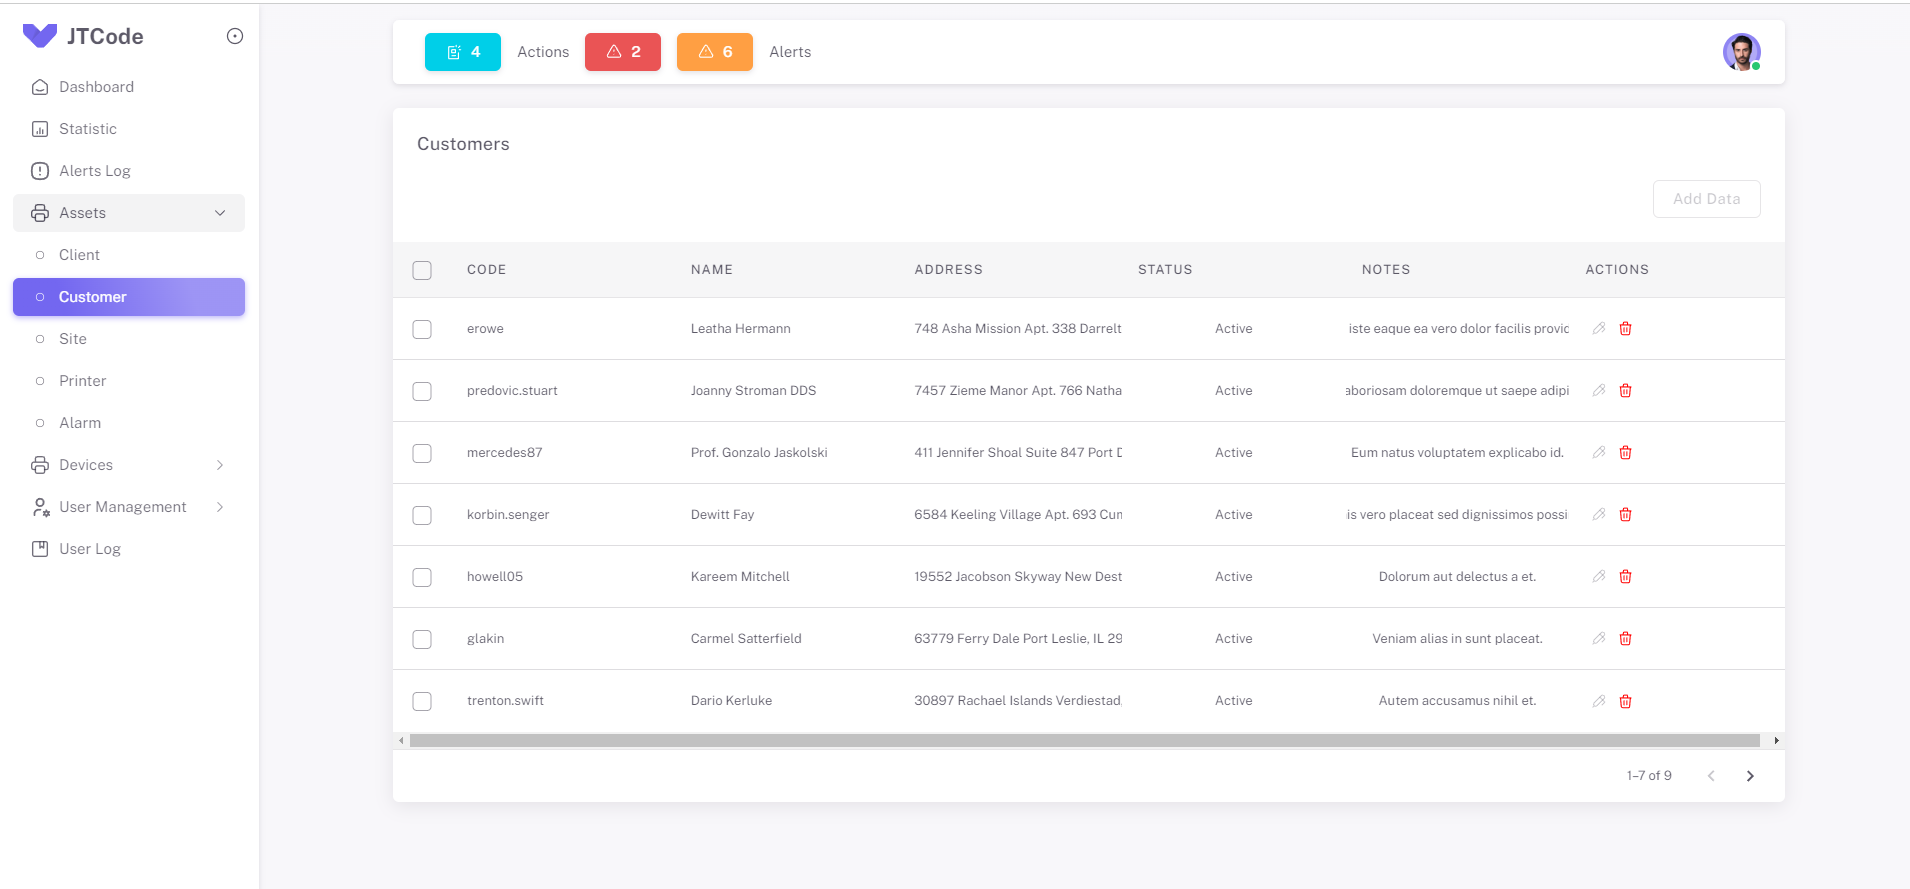 JTCode
Dashboard
Statistic
Alerts Log
Assets
Client
Customer
Site
Printer
Alarm
Devices
User Management
User Log
4 Actions 2 6 Alerts
Customers
Add Data
CODE NAME ADDRESS STATUS NOTES ACTIONS
erowe Leatha Hermann 748 Asha Mission Apt. 338 Darrelt Active iste eaque ea vero dolor facilis provic
predovic.stuart Joanny Stroman DDS 7457 Zieme Manor Apt. 766 Natha Active aboriosam doloremque ut saepe adipi
mercedes87 Prof. Gonzalo Jaskolski 411 Jennifer Shoal Suite 847 Port D Active Eum natus voluptatem explicabo id.
korbin.senger Dewitt Fay 6584 Keeling Village Apt. 693 Cum Active is vero placeat sed dignissimos possi
howell05 Kareem Mitchell 19552 Jacobson Skyway New Dest Active Dolorum aut delectus a et.
glakin Carmel Satterfield 63779 Ferry Dale Port Leslie, IL 29 Active Veniam alias in sunt placeat.
trenton.swift Dario Kerluke 30897 Rachael Islands Verdiestad, Active Autem accusamus nihil et.
1–7 of 9